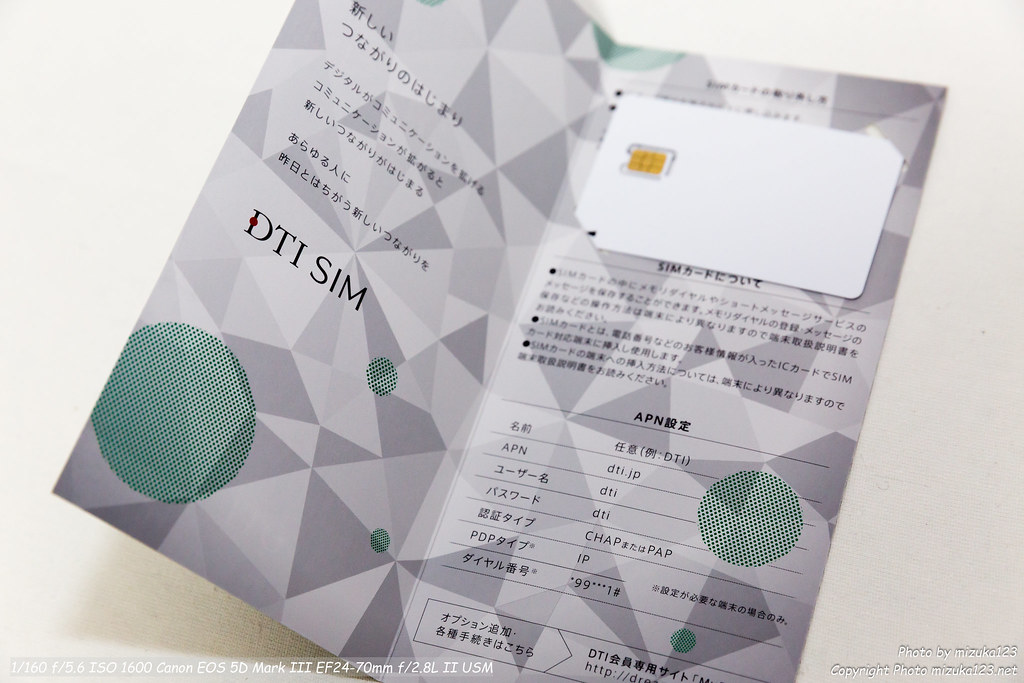 新しい
つながりのはじまり
デジタルがコミュニケーションを拡げる
コミュニケーションが拡がると
新しいつながりがはじまる
あらゆる人に
昨日とはちがう新しいつながりを
DTI SIM
SIMカードの取り外し方
SIMカードについて
●SIMカードの中にメモリダイヤルやショートメッセージサービスの
メッセージを保存することができます。メモリダイヤルの登録・メッセージの
保存などの操作方法は端末により異なりますので端末取扱説明書を
お読みください。
●SIMカードとは、電話番号などのお客様情報が入ったICカードでSIM
カード対応端末に挿入し使用します。
●SIMカードの端末への挿入方法については、端末により異なりますので
端末取扱説明書をお読みください。
APN設定
名前 任意(例:DTI)
APN dti.jp
ユーザー名 dti
パスワード dti
認証タイプ CHAPまたはPAP
PDPタイプ※ IP
ダイヤル番号※ *99***1#
※設定が必要な端末の場合のみ。
オプション追加・
各種手続きはこちら
DTI会員専用サイト「My
http://dre
1/160 f/5.6 ISO 1600 Canon EOS 5D Mark III EF24-70mm f/2.8L II USM
Photo by mizuka123
Copyright Photo mizuka123.net